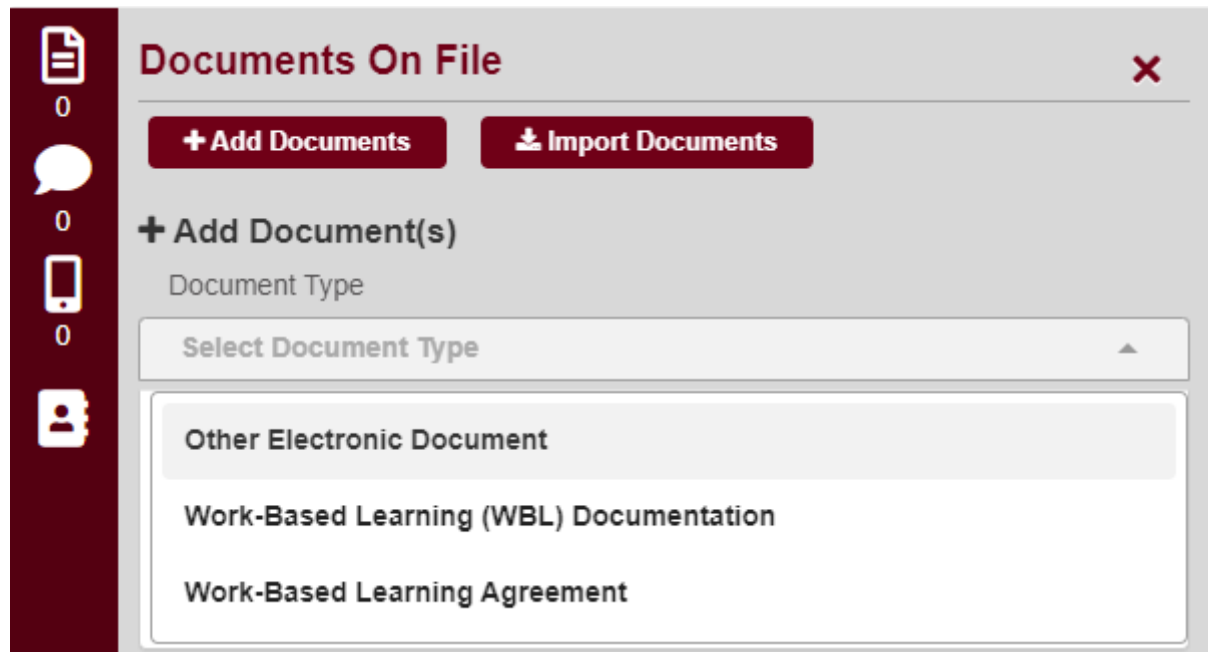 Documents On File
0
+ Add Documents
Import Documents
0
+ Add Document(s)
Document Type
0
Select Document Type
Other Electronic Document
Work-Based Learning (WBL) Documentation
Work-Based Learning Agreement